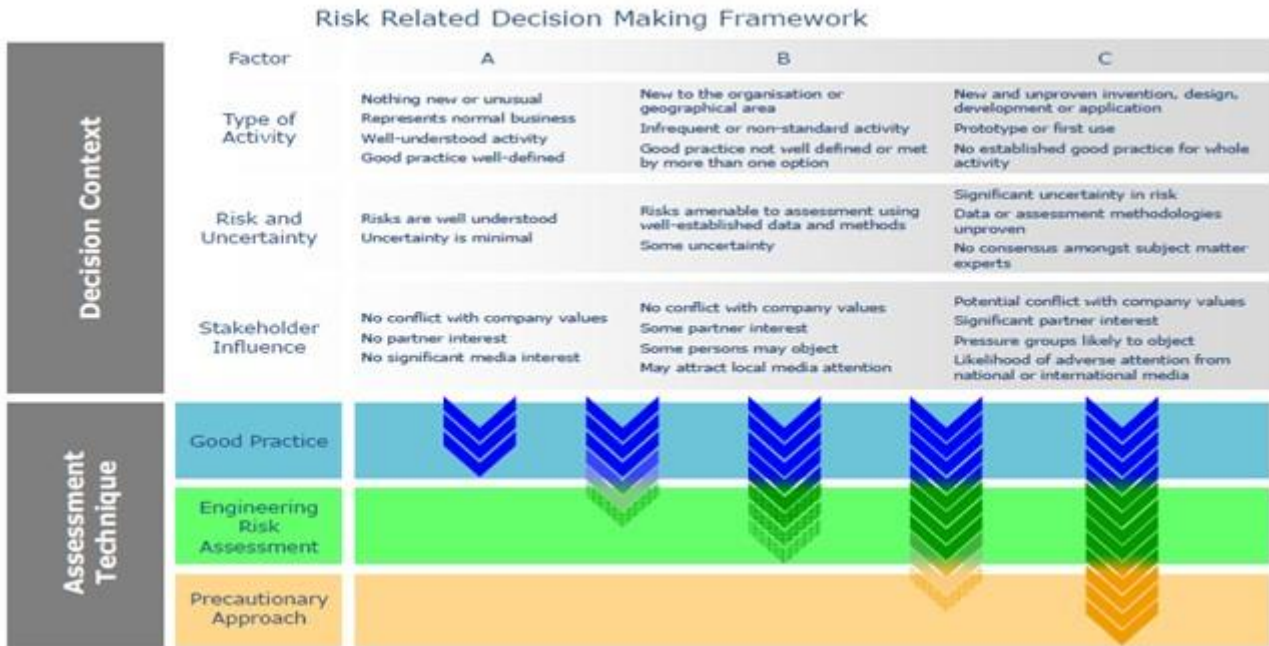 Risk Related Decision Making Framework
Decision Context
Factor
A
B
C
Type of
Activity
Nothing new or unusual
Represents normal business
Well-understood activity
Good practice well-defined
New to the organisation or
geographical area
Infrequent or non-standard activity
Good practice not well defined or met
by more than one option
New and unproven invention, design,
development or application
Prototype or first use
No established good practice for whole
activity
Risk and
Uncertainty
Risks are well understood
Uncertainty is minimal
Risks amenable to assessment using
well-established data and methods
Some uncertainty
Significant uncertainty in risk
Data or assessment methodologies
unproven
No consensus amongst subject matter
experts
Stakeholder
Influence
No conflict with company values
No partner interest
No significant media interest
No conflict with company values
Some partner interest
Some persons may object
May attract local media attention
Potential conflict with company values
Significant partner interest
Pressure groups likely to object
Likelihood of adverse attention from
national or international media
Assessment
Technique
Good Practice
Engineering
Risk
Assessment
Precautionary
Approach